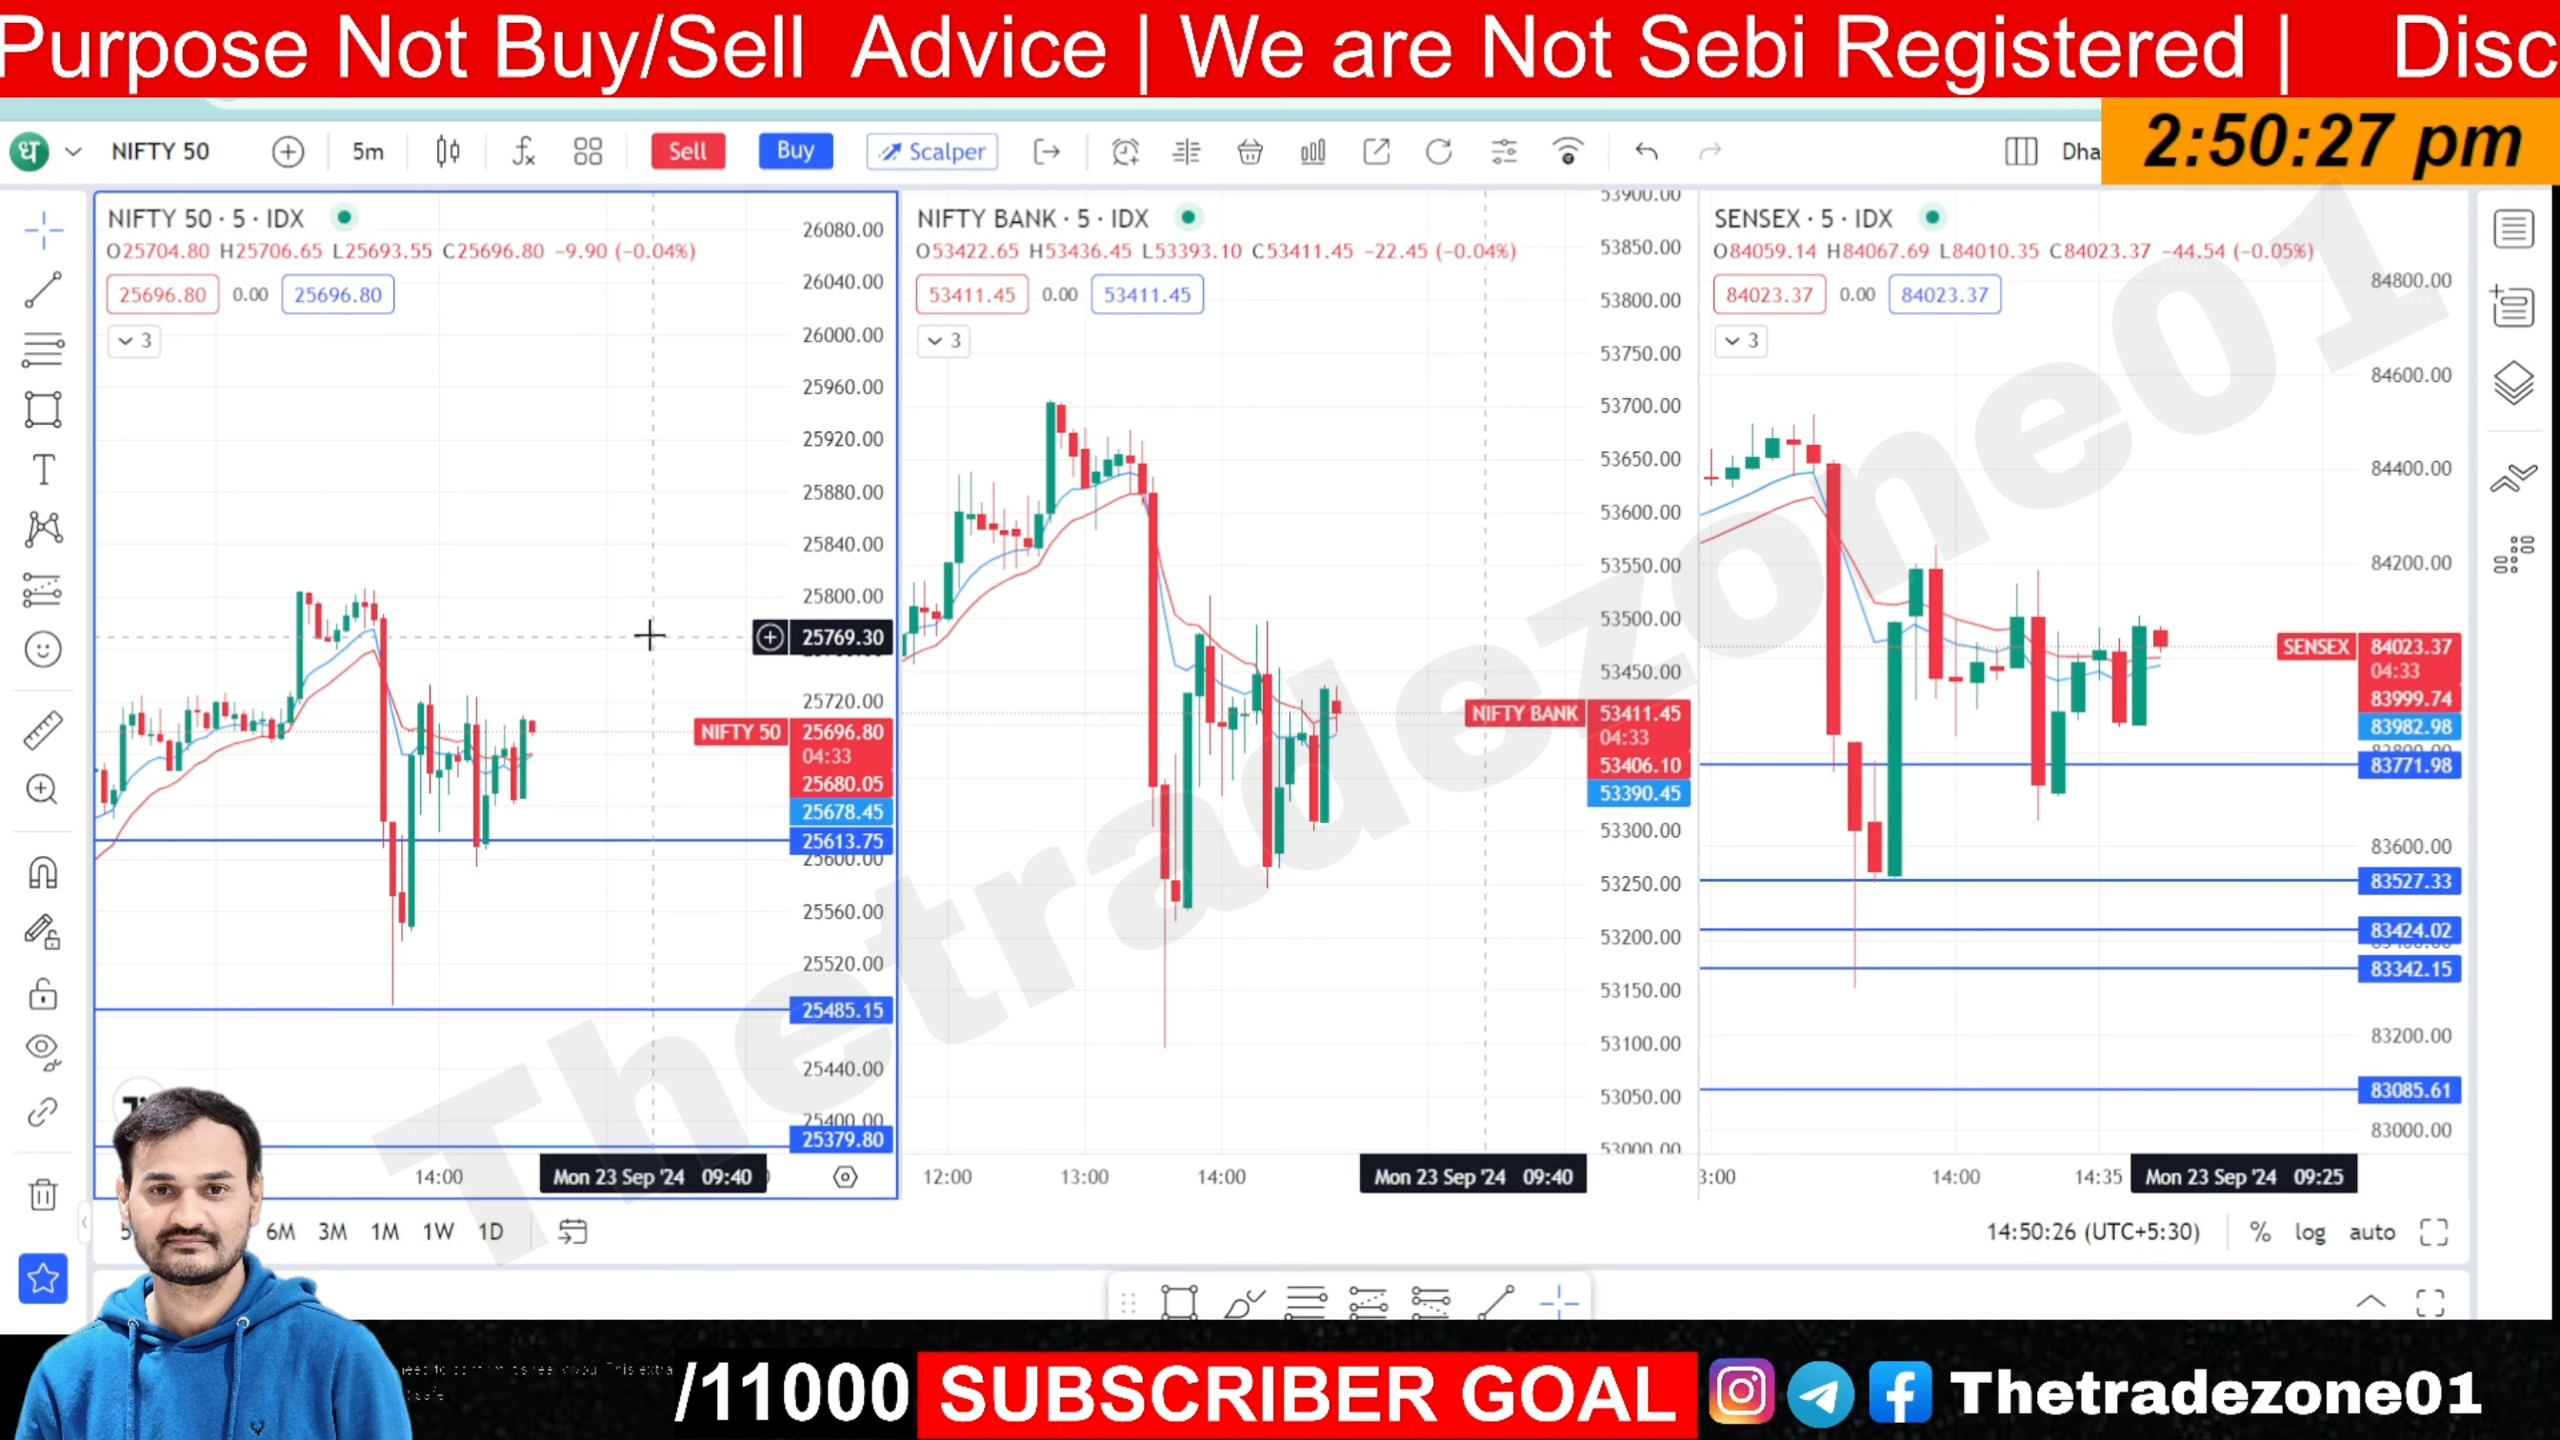 Purpose Not Buy/Sell Advice | We are Not Sebi Registered | Disc
2:50:27 pm
ध NIFTY 50 5m Sell Buy Scalper Dha
NIFTY 50 · 5 · IDX
O25704.80 H25706.65 L25693.55 C25696.80 −9.90 (−0.04%)
25696.80 0.00 25696.80
3
26080.00
26040.00
26000.00
25960.00
25920.00
25880.00
25840.00
25800.00
25769.30
25720.00
NIFTY 50 25696.80
04:33
25680.05
25678.45
25613.75
25600.00
25560.00
25520.00
25485.15
25440.00
25400.00
25379.80
14:00 Mon 23 Sep '24 09:40
NIFTY BANK · 5 · IDX
O53422.65 H53436.45 L53393.10 C53411.45 −22.45 (−0.04%)
53411.45 0.00 53411.45
3
53900.00
53850.00
53800.00
53750.00
53700.00
53650.00
53600.00
53550.00
53500.00
53450.00
NIFTY BANK 53411.45
04:33
53406.10
53390.45
53300.00
53250.00
53200.00
53150.00
53100.00
53050.00
53000.00
12:00 13:00 14:00 Mon 23 Sep '24 09:40
SENSEX · 5 · IDX
O84059.14 H84067.69 L84010.35 C84023.37 −44.54 (−0.05%)
84023.37 0.00 84023.37
3
84800.00
84600.00
84400.00
84200.00
SENSEX 84023.37
04:33
83999.74
83982.98
83771.98
83600.00
83527.33
83424.02
83342.15
83200.00
83085.61
83000.00
3:00 14:00 14:35 Mon 23 Sep '24 09:25
Thetradezone01
5 6M 3M 1M 1W 1D
14:50:26 (UTC+5:30) % log auto
/11000 SUBSCRIBER GOAL Thetradezone01